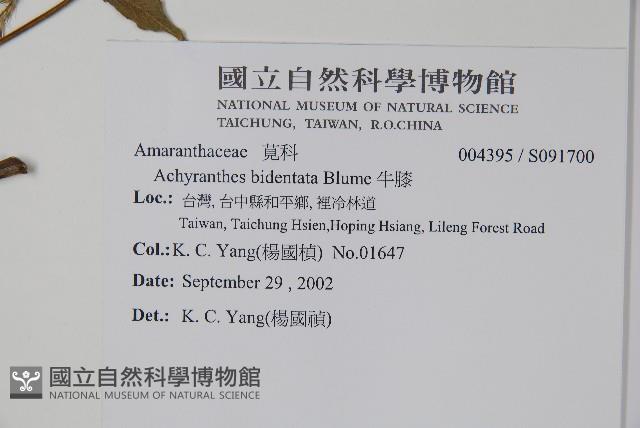 國立自然科學博物館
NATIONAL MUSEUM OF NATURAL SCIENCE
TAICHUNG, TAIWAN, R.O.CHINA
Amaranthaceae 莧科 004395 / S091700
Achyranthes bidentata Blume 牛膝
Loc.: 台灣, 台中縣和平鄉, 裡冷林道
Taiwan, Taichung Hsien,Hoping Hsiang, Lileng Forest Road
Col.: K. C. Yang(楊國楨) No.01647
Date: September 29 , 2002
Det.: K. C. Yang(楊國禎)
國立自然科學博物館
NATIONAL MUSEUM OF NATURAL SCIENCE